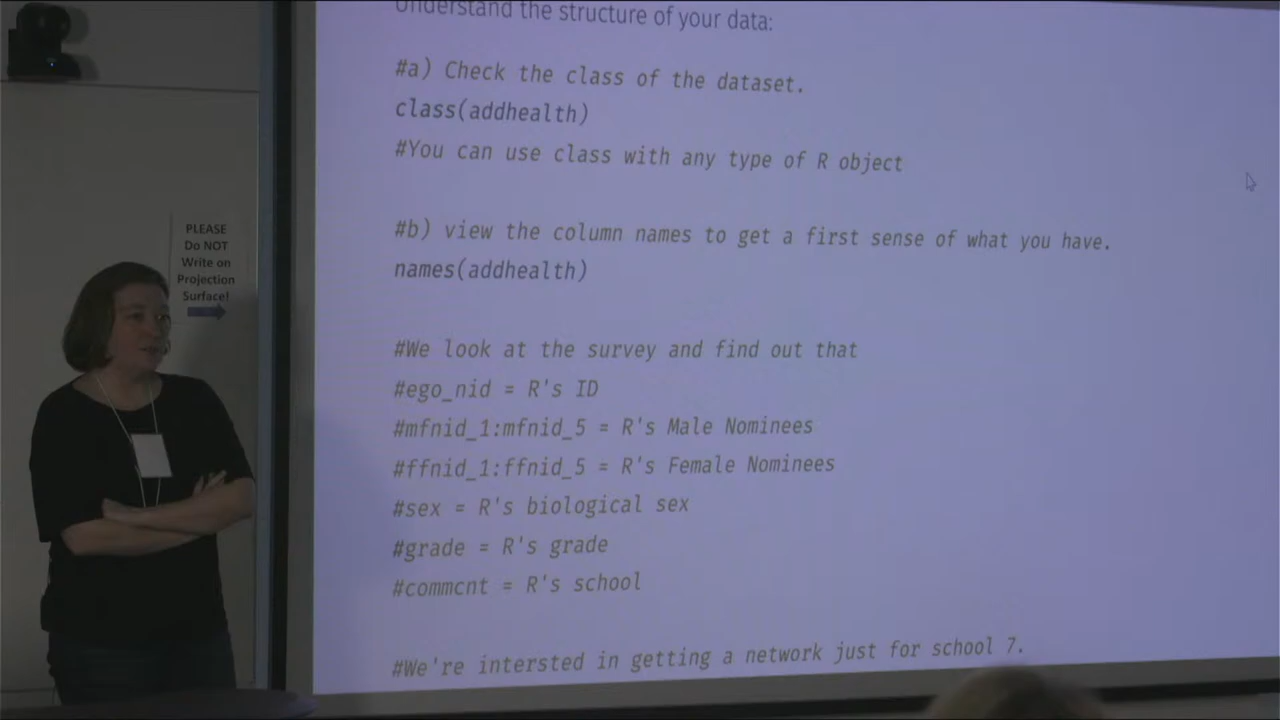 Understand the structure of your data:
#a) Check the class of the dataset.
class(addhealth)
#You can use class with any type of R object
#b) view the column names to get a first sense of what you have.
names(addhealth)
#We look at the survey and find out that
#ego_nid = R's ID
#mfnid_1:mfnid_5 = R's Male Nominees
#ffnid_1:ffnid_5 = R's Female Nominees
#sex = R's biological sex
#grade = R's grade
#commcnt = R's school
#We're intersted in getting a network just for school 7.
PLEASE
Do NOT
Write on
Projection
Surface!